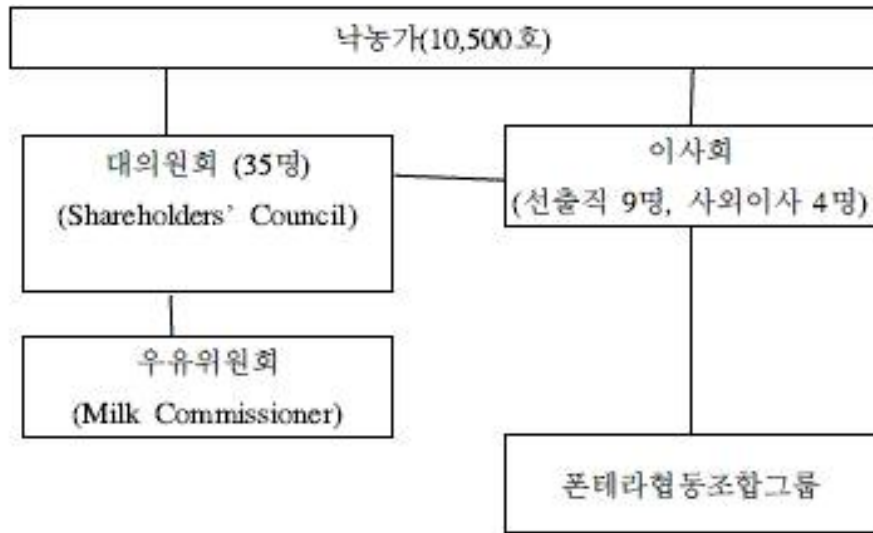 낙농가(10,500호)
대의원회 (35명)
(Shareholders’ Council)
이사회
(선출직 9명, 사외이사 4명)
우유위원회
(Milk Commissioner)
폰테라협동조합그룹